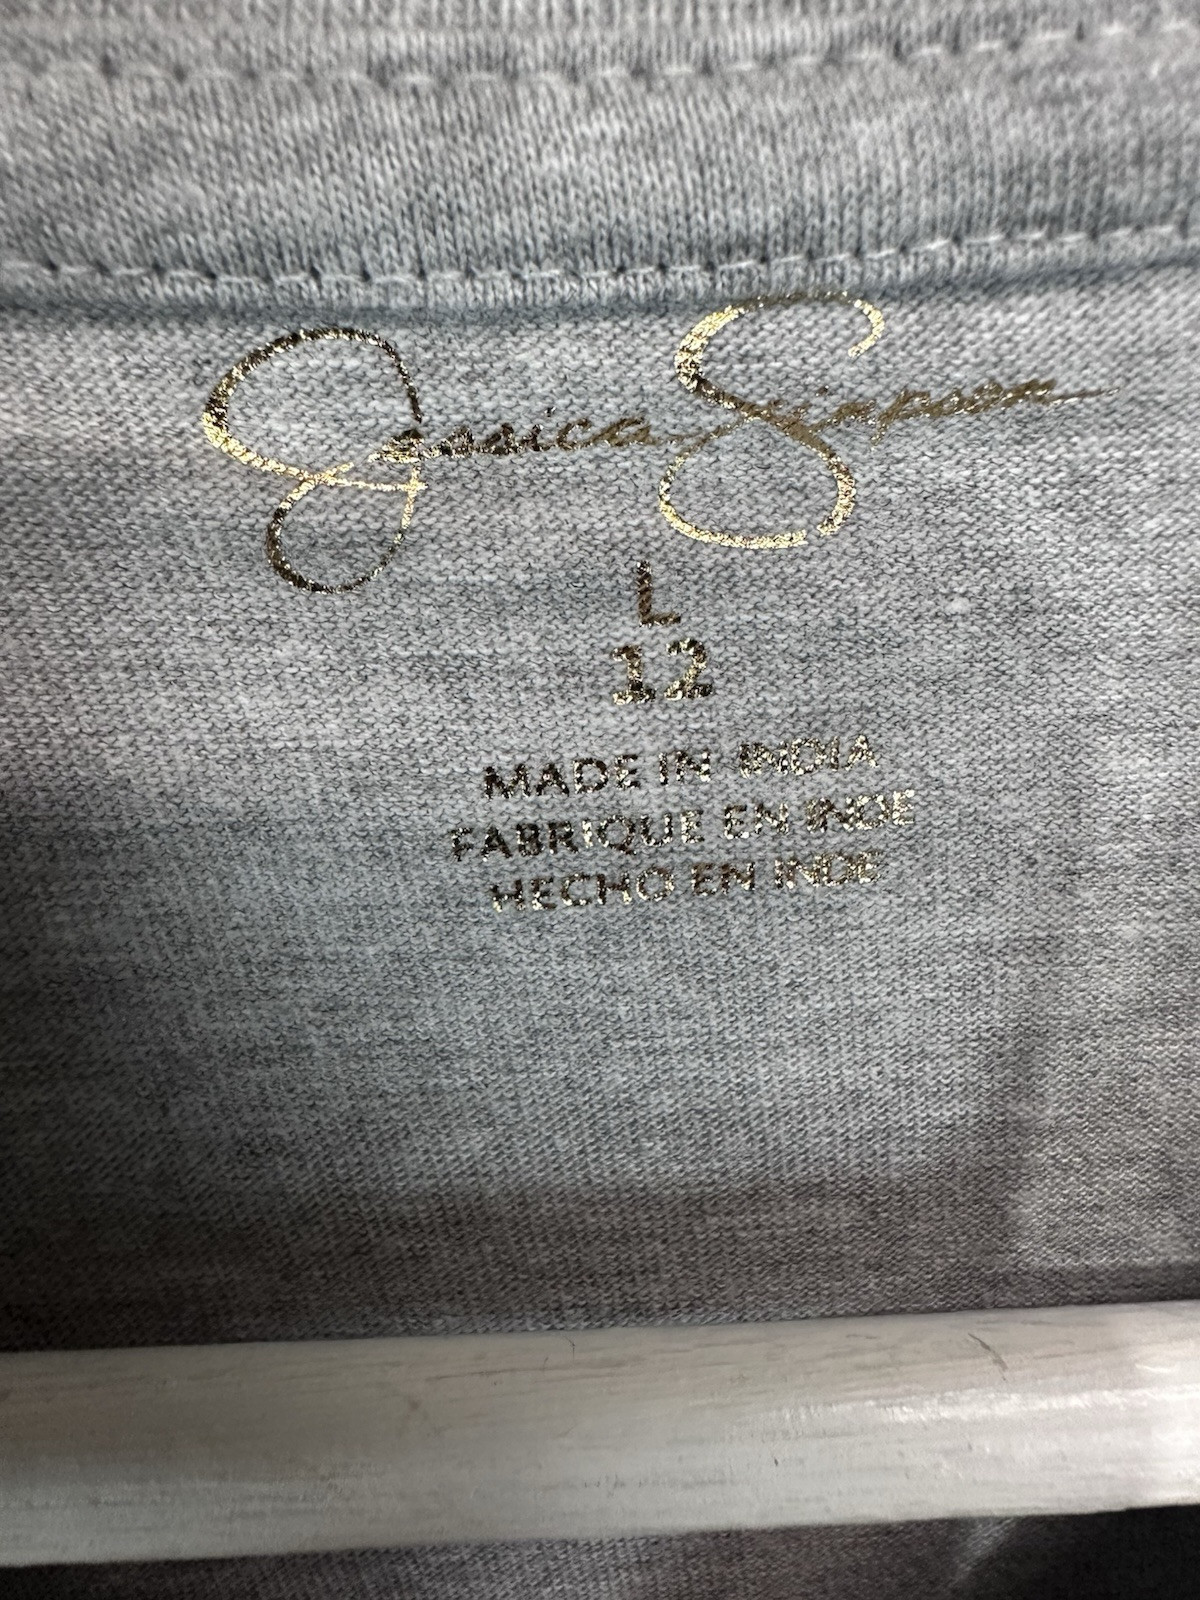 Jessica Simpson
L
12
MADE IN INDIA
FABRIQUE EN INDE
HECHO EN INDE